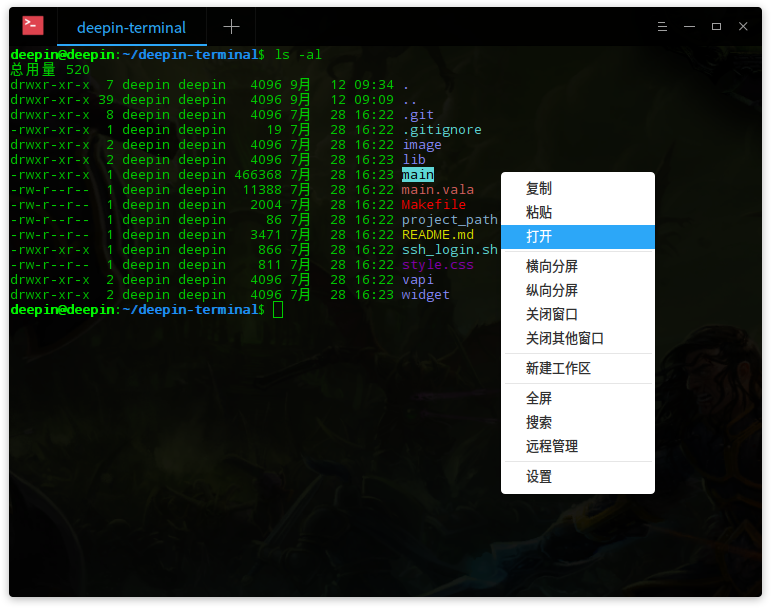 deepin-terminal
deepin@deepin:~/deepin-terminal$ ls -al
总用量 520
drwxr-xr-x  7 deepin deepin   4096 9月  12 09:34 .
drwxr-xr-x 39 deepin deepin   4096 9月  12 09:09 ..
drwxr-xr-x  8 deepin deepin   4096 7月  28 16:22 .git
-rwxr-xr-x  1 deepin deepin     19 7月  28 16:22 .gitignore
drwxr-xr-x  2 deepin deepin   4096 7月  28 16:22 image
drwxr-xr-x  2 deepin deepin   4096 7月  28 16:23 lib
-rwxr-xr-x  1 deepin deepin 466368 7月  28 16:23 main
-rw-r--r--  1 deepin deepin  11388 7月  28 16:22 main.vala
-rw-r--r--  1 deepin deepin   2004 7月  28 16:22 Makefile
-rw-r--r--  1 deepin deepin     86 7月  28 16:22 project_path
-rw-r--r--  1 deepin deepin   3471 7月  28 16:22 README.md
-rwxr-xr-x  1 deepin deepin    866 7月  28 16:22 ssh_login.sh
-rw-r--r--  1 deepin deepin    811 7月  28 16:22 style.css
drwxr-xr-x  2 deepin deepin   4096 7月  28 16:22 vapi
drwxr-xr-x  2 deepin deepin   4096 7月  28 16:23 widget
deepin@deepin:~/deepin-terminal$
复制
粘贴
打开
横向分屏
纵向分屏
关闭窗口
关闭其他窗口
新建工作区
全屏
搜索
远程管理
设置